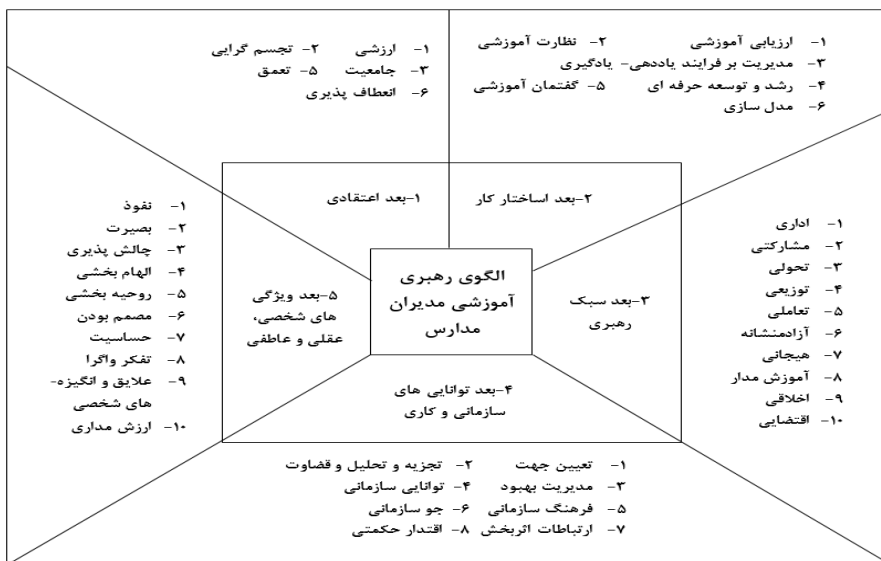 ۱- ارزیابی آموزشی ۲- نظارت آموزشی
۳- مدیریت بر فرایند یاددهی- یادگیری
۴- رشد و توسعه حرفه ای ۵- گفتمان آموزشی
۶- مدل سازی
۱- ارزشی ۲- تجسم گرایی
۳- جامعیت ۵- تعمق
۶- انعطاف پذیری
۲-بعد اساختار کار
۱-بعد اعتقادی
الگوی رهبری
آموزشی مدیران
مدارس
۳-بعد سبک
رهبری
۵-بعد ویژگی
های شخصی،
عقلی و عاطفی
۴-بعد توانایی های
سازمانی و کاری
۱- اداری
۲- مشارکتی
۳- تحولی
۴- توزیعی
۵- تعاملی
۶- آزادمنشانه
۷- هیجانی
۸- آموزش مدار
۹- اخلاقی
۱۰- اقتضایی
۱- نفوذ
۲- بصیرت
۳- چالش پذیری
۴- الهام بخشی
۵- روحیه بخشی
۶- مصمم بودن
۷- حساسیت
۸- تفکر واگرا
۹- علایق و انگیزه-
های شخصی
۱۰- ارزش مداری
۱- تعیین جهت ۲- تجزیه و تحلیل و قضاوت
۳- مدیریت بهبود ۴- توانایی سازمانی
۵- فرهنگ سازمانی ۶- جو سازمانی
۷- ارتباطات اثربخش ۸- اقتدار حکمتی